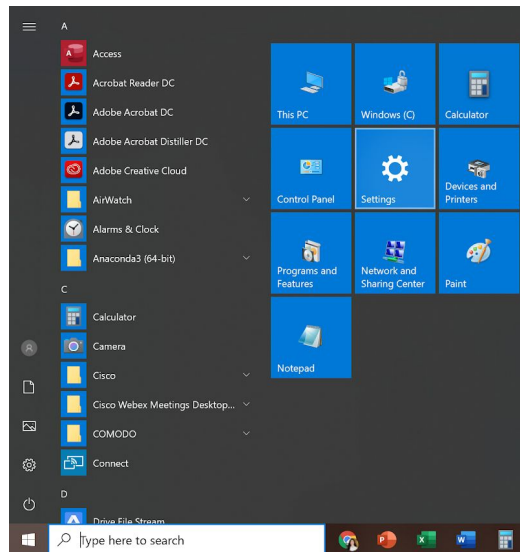 A
Access
Acrobat Reader DC
Adobe Acrobat DC
Adobe Acrobat Distiller DC
Adobe Creative Cloud
AirWatch
Alarms & Clock
Anaconda3 (64-bit)
C
Calculator
Camera
Cisco
Cisco Webex Meetings Desktop...
COMODO
Connect
D
Drive File Stream
This PC
Windows (C)
Calculator
Control Panel
Settings
Devices and
Printers
Programs and
Features
Network and
Sharing Center
Paint
Notepad
Type here to search